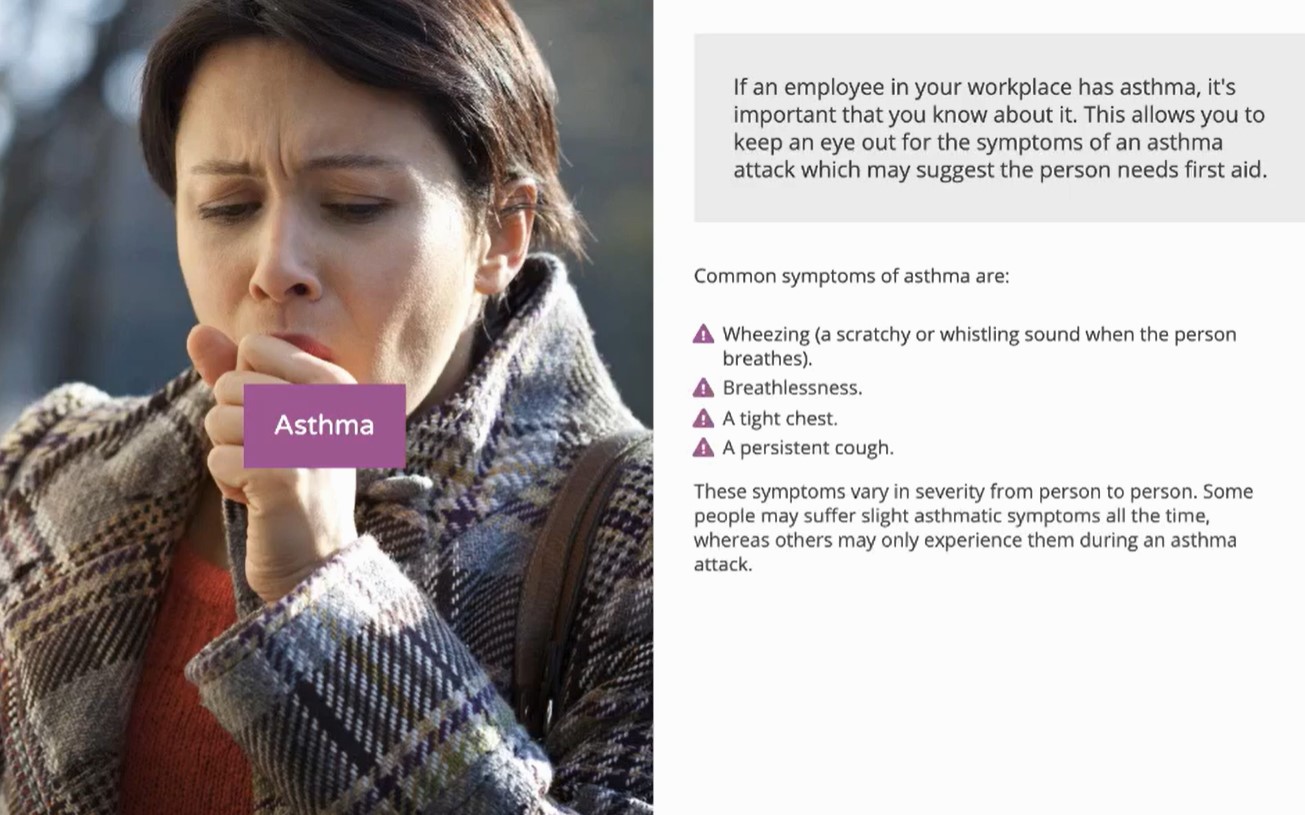 Asthma
If an employee in your workplace has asthma, it's
important that you know about it. This allows you to
keep an eye out for the symptoms of an asthma
attack which may suggest the person needs first aid.
Common symptoms of asthma are:
Wheezing (a scratchy or whistling sound when the person
breathes).
Breathlessness.
A tight chest.
A persistent cough.
These symptoms vary in severity from person to person. Some
people may suffer slight asthmatic symptoms all the time,
whereas others may only experience them during an asthma
attack.